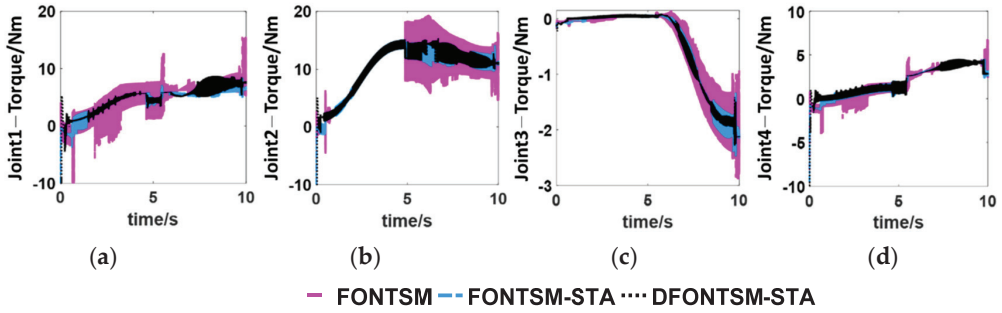 Joint1—Torque/Nm
20
10
0
-10
0 5 10
time/s
(a)
Joint2—Torque/Nm
20
10
0
-10
0 5 10
time/s
(b)
Joint3—Torque/Nm
0
-1
-2
-3
0 5 10
time/s
(c)
Joint4—Torque/Nm
10
5
0
-5
-10
0 5 10
time/s
(d)
FONTSM FONTSM-STA DFONTSM-STA